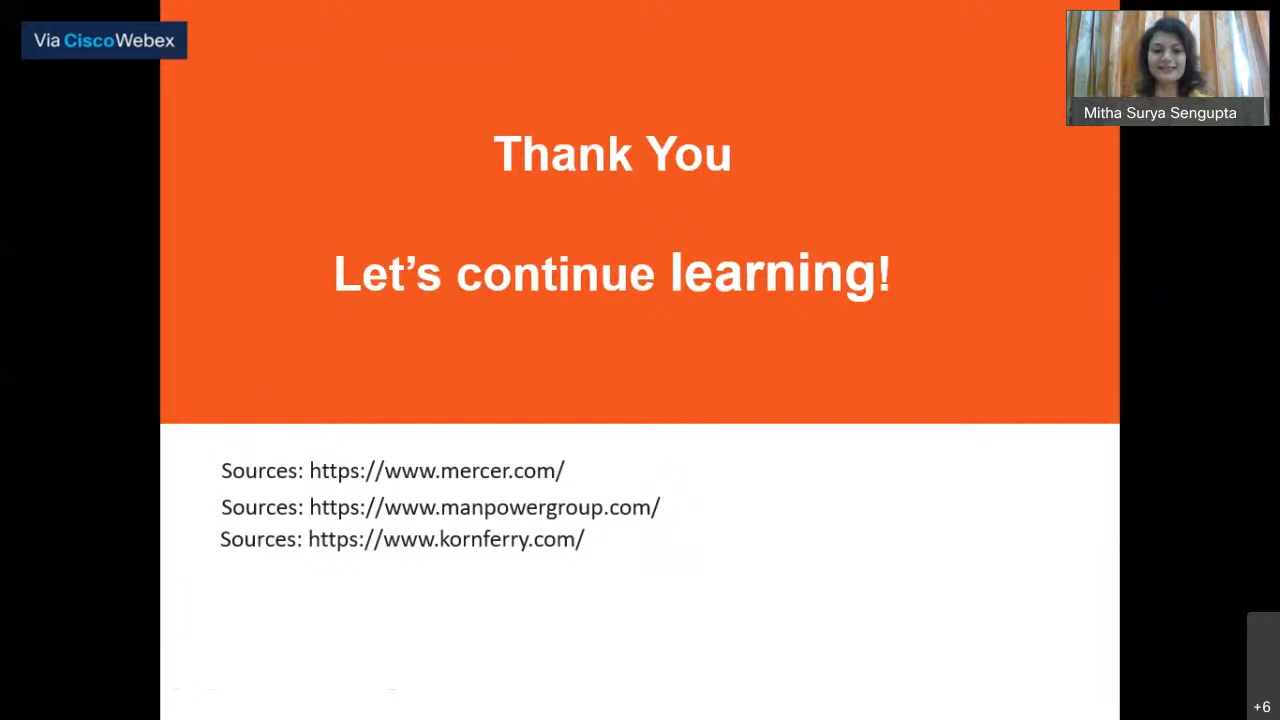 Via CiscoWebex
Mitha Surya Sengupta
Thank You
Let’s continue learning!
Sources: https://www.mercer.com/
Sources: https://www.manpowergroup.com/
Sources: https://www.kornferry.com/
+6